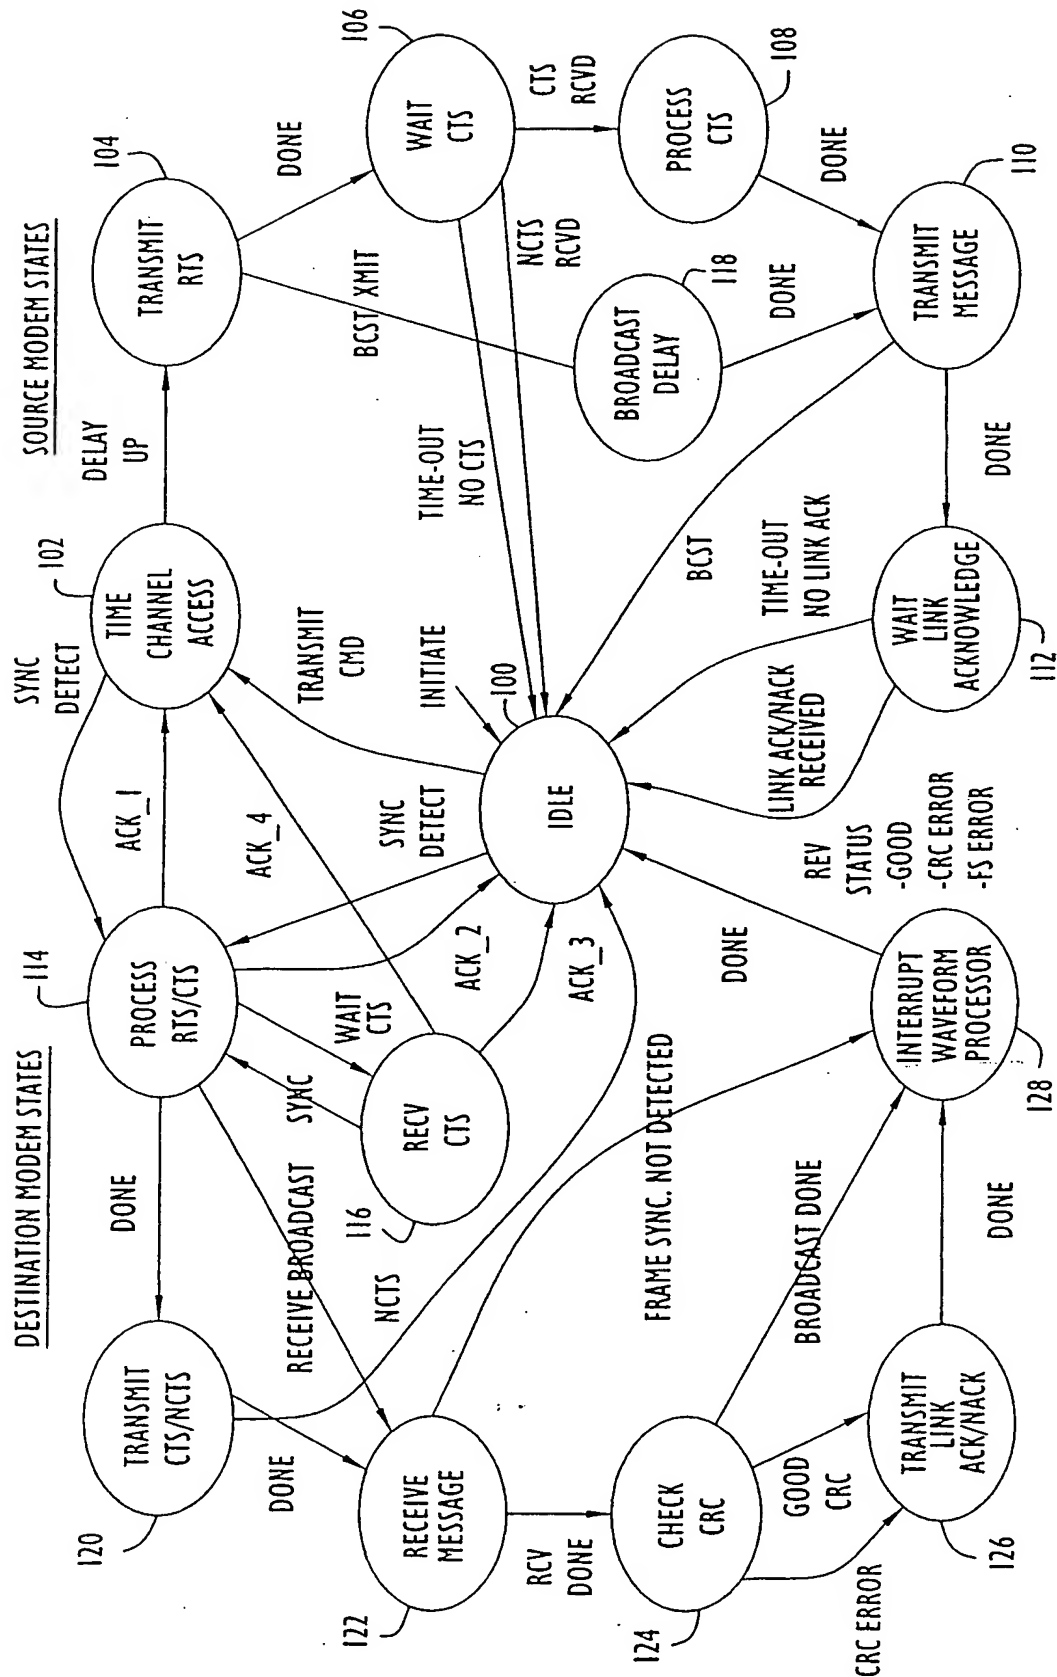 DESTINATION MODEM STATES
SOURCE MODEM STATES
120
TRANSMIT
CTS/NCTS
DONE
114
PROCESS
RTS/CTS
ACK_1
SYNC
DETECT
102
TIME
CHANNEL
ACCESS
DELAY
UP
104
TRANSMIT
RTS
DONE
106
WAIT
CTS
CTS
RCVD
NCTS
RCVD
BCST XMIT
TIME-OUT
NO CTS
TRANSMIT
CMD
INITIATE
ACK_4
SYNC
DETECT
ACK_2
WAIT
CTS
SYNC
116
RECV
CTS
RECEIVE BROADCAST
NCTS
DONE
122
RECEIVE
MESSAGE
RCV
DONE
FRAME SYNC. NOT DETECTED
ACK_3
100
IDLE
118
BROADCAST
DELAY
DONE
108
PROCESS
CTS
DONE
110
TRANSMIT
MESSAGE
BCST
DONE
TIME-OUT
NO LINK ACK
LINK ACK/NACK
RECEIVED
112
WAIT
LINK
ACKNOWLEDGE
124
CHECK
CRC
GOOD
CRC
CRC ERROR
BROADCAST DONE
126
TRANSMIT
LINK
ACK/NACK
DONE
128
INTERRUPT
WAVEFORM
PROCESSOR
DONE
REV
STATUS
-GOOD
-CRC ERROR
-FS ERROR